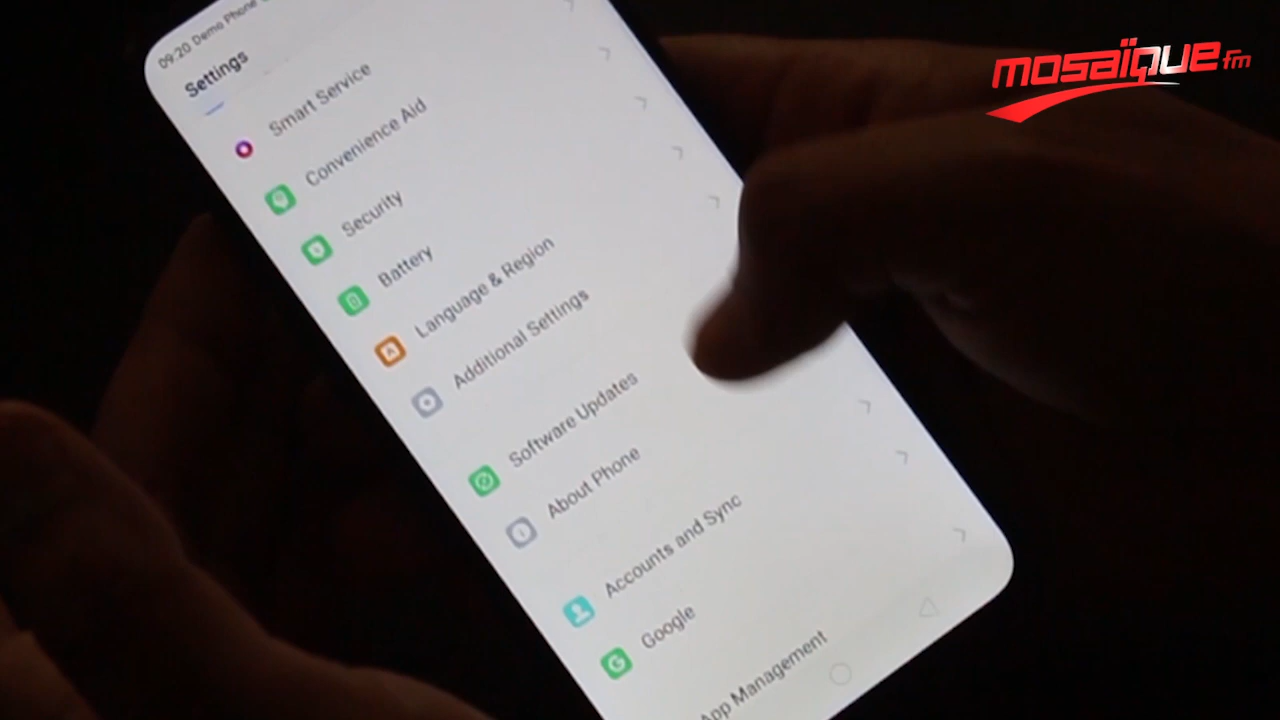 09:20 Demo Phone
Settings
Smart Service
Convenience Aid
Security
Battery
Language & Region
Additional Settings
Software Updates
About Phone
Accounts and Sync
Google
App Management
mosaïque fm